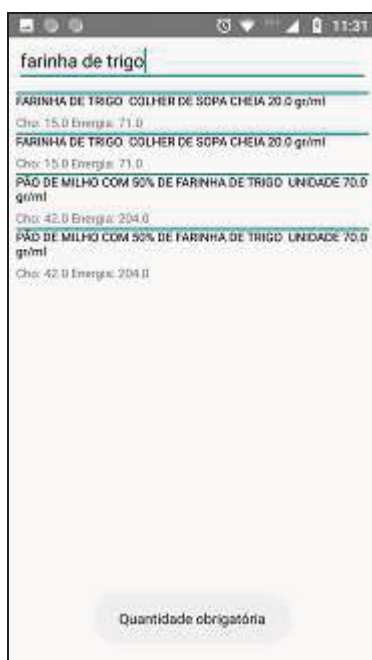 11:31
farinha de trigo
FARINHA DE TRIGO COLHER DE SOPA CHEIA 20.0 gr/ml
Cho: 15.0 Energia: 71.0
FARINHA DE TRIGO COLHER DE SOPA CHEIA 20.0 gr/ml
Cho: 15.0 Energia: 71.0
PÃO DE MILHO COM 50% DE FARINHA DE TRIGO UNIDADE 70.0
gr/ml
Cho: 42.0 Energia: 204.0
PÃO DE MILHO COM 50% DE FARINHA DE TRIGO UNIDADE 70.0
gr/ml
Cho: 42.0 Energia: 204.0
Quantidade obrigatória